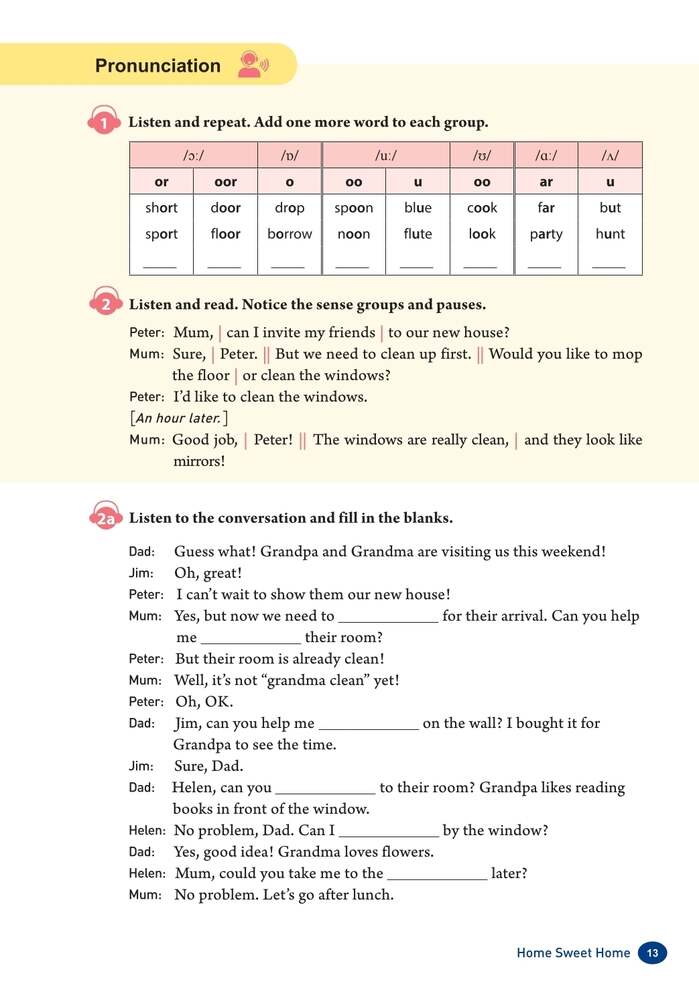 Pronunciation
1 Listen and repeat. Add one more word to each group.
/ɔː/ /ɒ/ /uː/ /ʊ/ /ɑː/ /ʌ/
or oor o oo u oo ar u
short door drop spoon blue cook far but
sport floor borrow noon flute look party hunt
_____ _____ _____ _____ _____ _____ _____ _____
2 Listen and read. Notice the sense groups and pauses.
Peter: Mum, | can I invite my friends | to our new house?
Mum: Sure, | Peter. || But we need to clean up first. || Would you like to mop
the floor | or clean the windows?
Peter: I’d like to clean the windows.
[An hour later.]
Mum: Good job, | Peter! || The windows are really clean, | and they look like
mirrors!
2a Listen to the conversation and fill in the blanks.
Dad: Guess what! Grandpa and Grandma are visiting us this weekend!
Jim: Oh, great!
Peter: I can’t wait to show them our new house!
Mum: Yes, but now we need to ____________ for their arrival. Can you help
me ____________ their room?
Peter: But their room is already clean!
Mum: Well, it’s not “grandma clean” yet!
Peter: Oh, OK.
Dad: Jim, can you help me ____________ on the wall? I bought it for
Grandpa to see the time.
Jim: Sure, Dad.
Dad: Helen, can you ____________ to their room? Grandpa likes reading
books in front of the window.
Helen: No problem, Dad. Can I ____________ by the window?
Dad: Yes, good idea! Grandma loves flowers.
Helen: Mum, could you take me to the ____________ later?
Mum: No problem. Let’s go after lunch.
Home Sweet Home 13